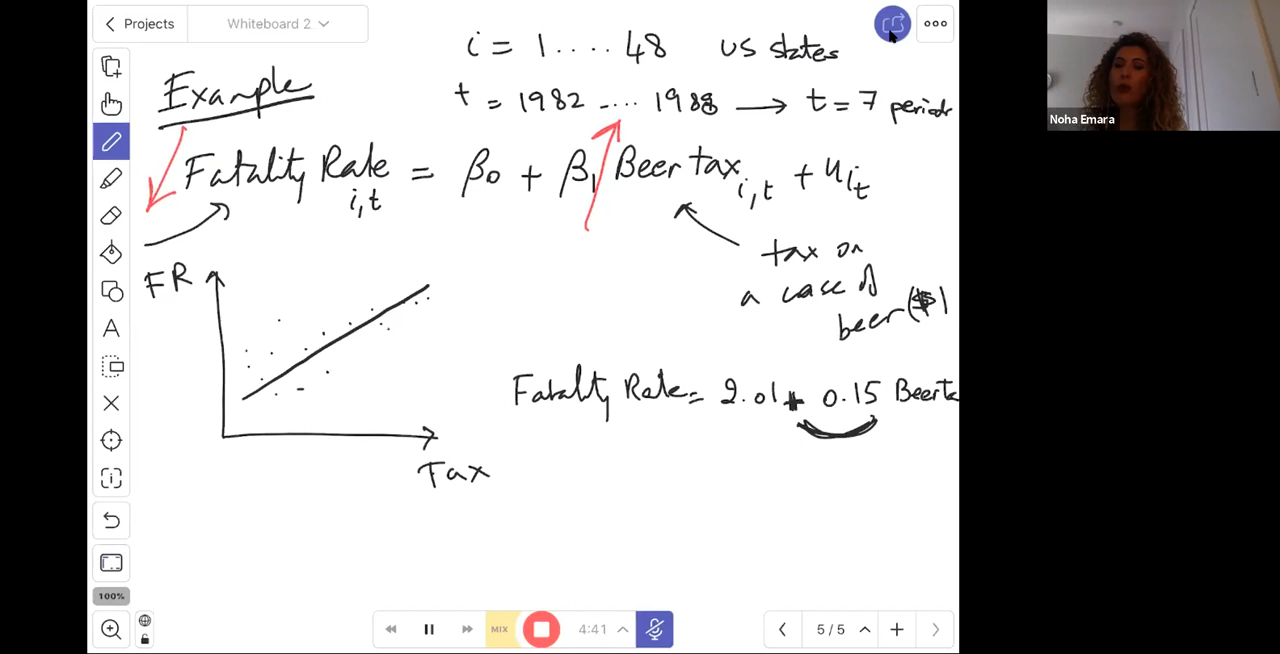 Projects
Whiteboard 2
Example
i = 1 .... 48 US states
t = 1982 .... 1988 → t = 7 periods
Fatality Rate i,t = β0 + β1 Beer tax i,t + u it
tax on
a case of
beer ($)
FR
Tax
Fatality Rate = 2.01 + 0.15 Beerta
A
100%
MIX
4:41
5/5
Noha Emara